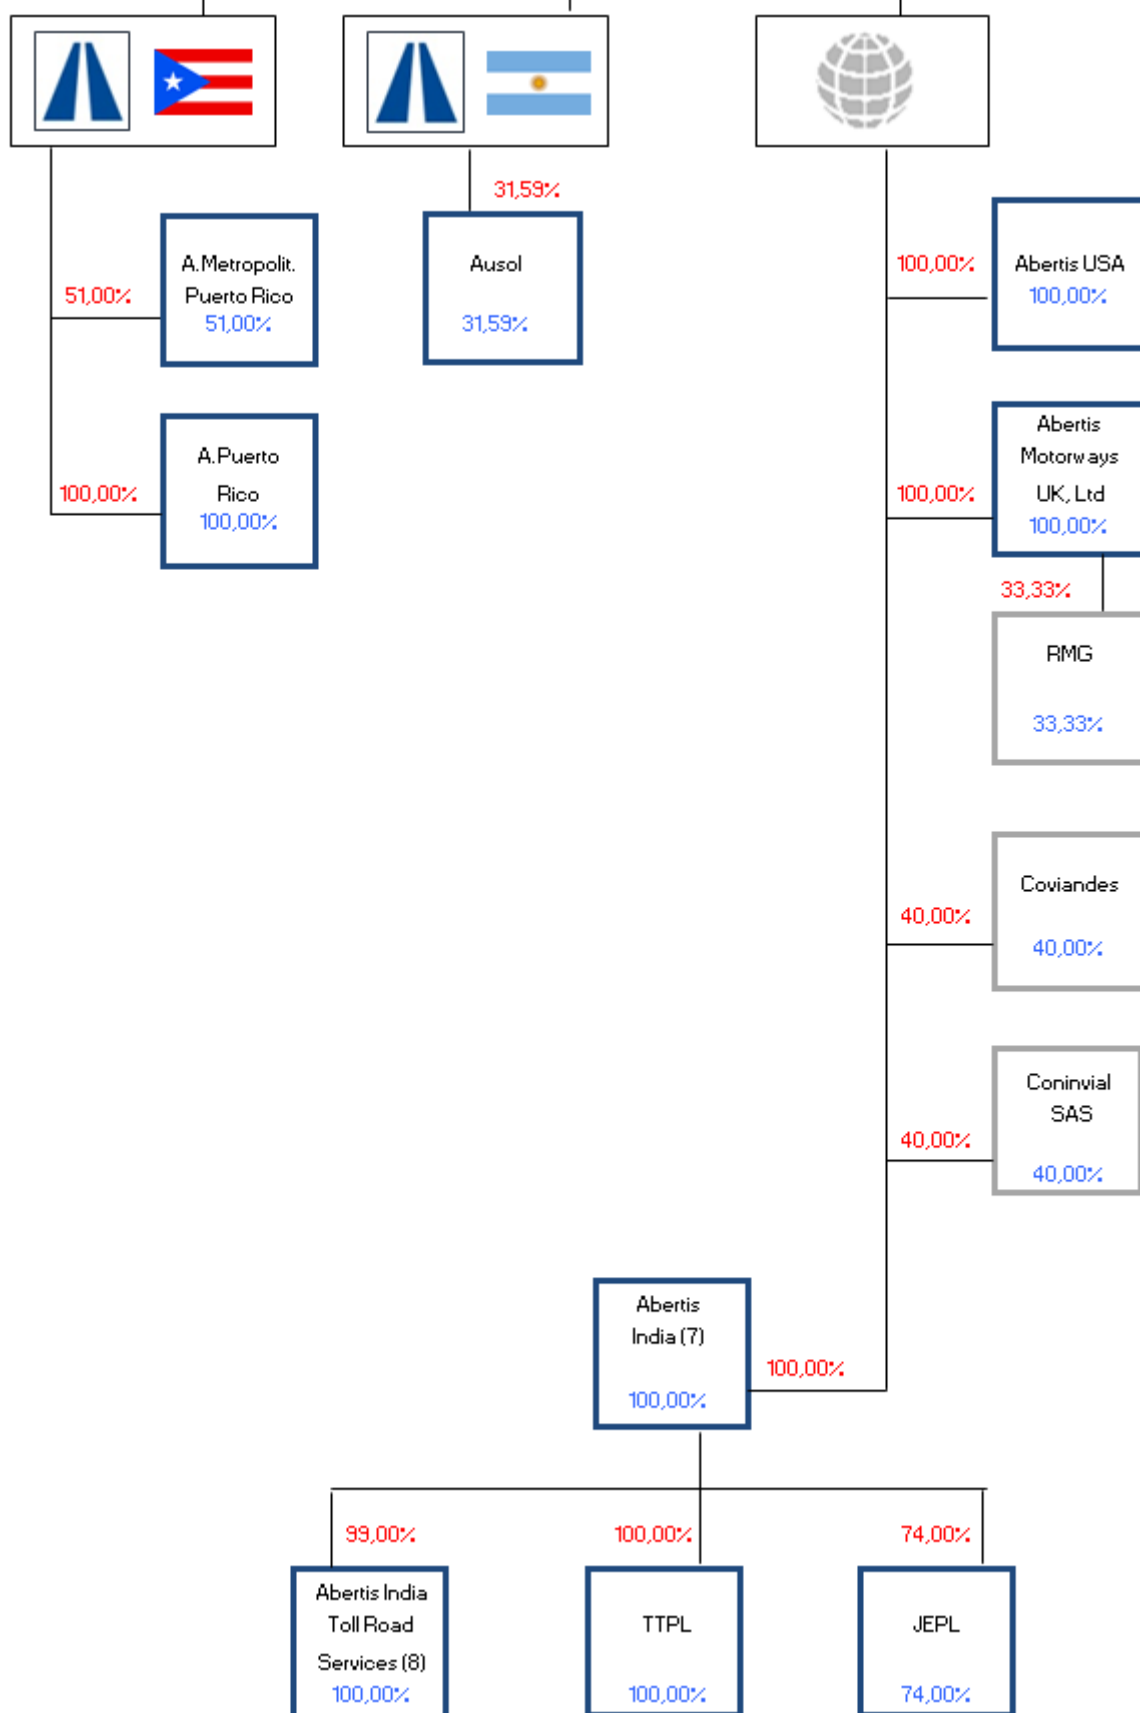 31,59%
A.Metropolit.
Puerto Rico
51,00%
51,00%
Ausol
31,59%
100,00%
Abertis USA
100,00%
A.Puerto
Rico
100,00%
100,00%
100,00%
Abertis
Motorways
UK, Ltd
100,00%
33,33%
RMG
33,33%
40,00%
Coviandes
40,00%
40,00%
Coninvial
SAS
40,00%
Abertis
India (7)
100,00%
100,00%
99,00%
100,00%
74,00%
Abertis India
Toll Road
Services (8)
100,00%
TTPL
100,00%
JEPL
74,00%